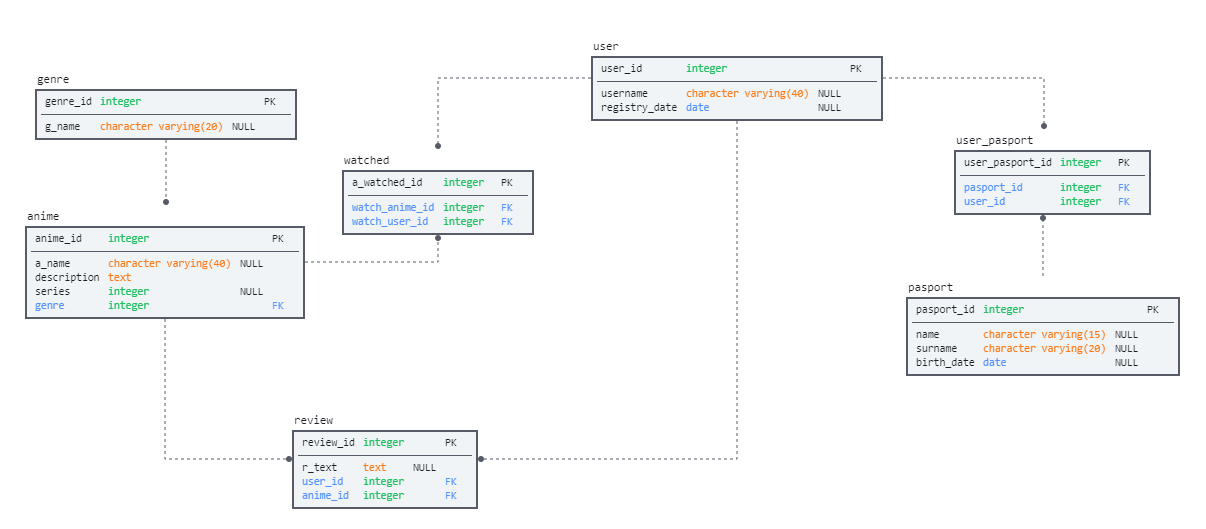 user
user_id integer PK
username character varying(40) NULL
registry_date date NULL
genre
genre_id integer PK
g_name character varying(20) NULL
watched
a_watched_id integer PK
watch_anime_id integer FK
watch_user_id integer FK
user_pasport
user_pasport_id integer PK
pasport_id integer FK
user_id integer FK
anime
anime_id integer PK
a_name character varying(40) NULL
description text
series integer NULL
genre integer FK
pasport
pasport_id integer PK
name character varying(15) NULL
surname character varying(20) NULL
birth_date date NULL
review
review_id integer PK
r_text text NULL
user_id integer FK
anime_id integer FK